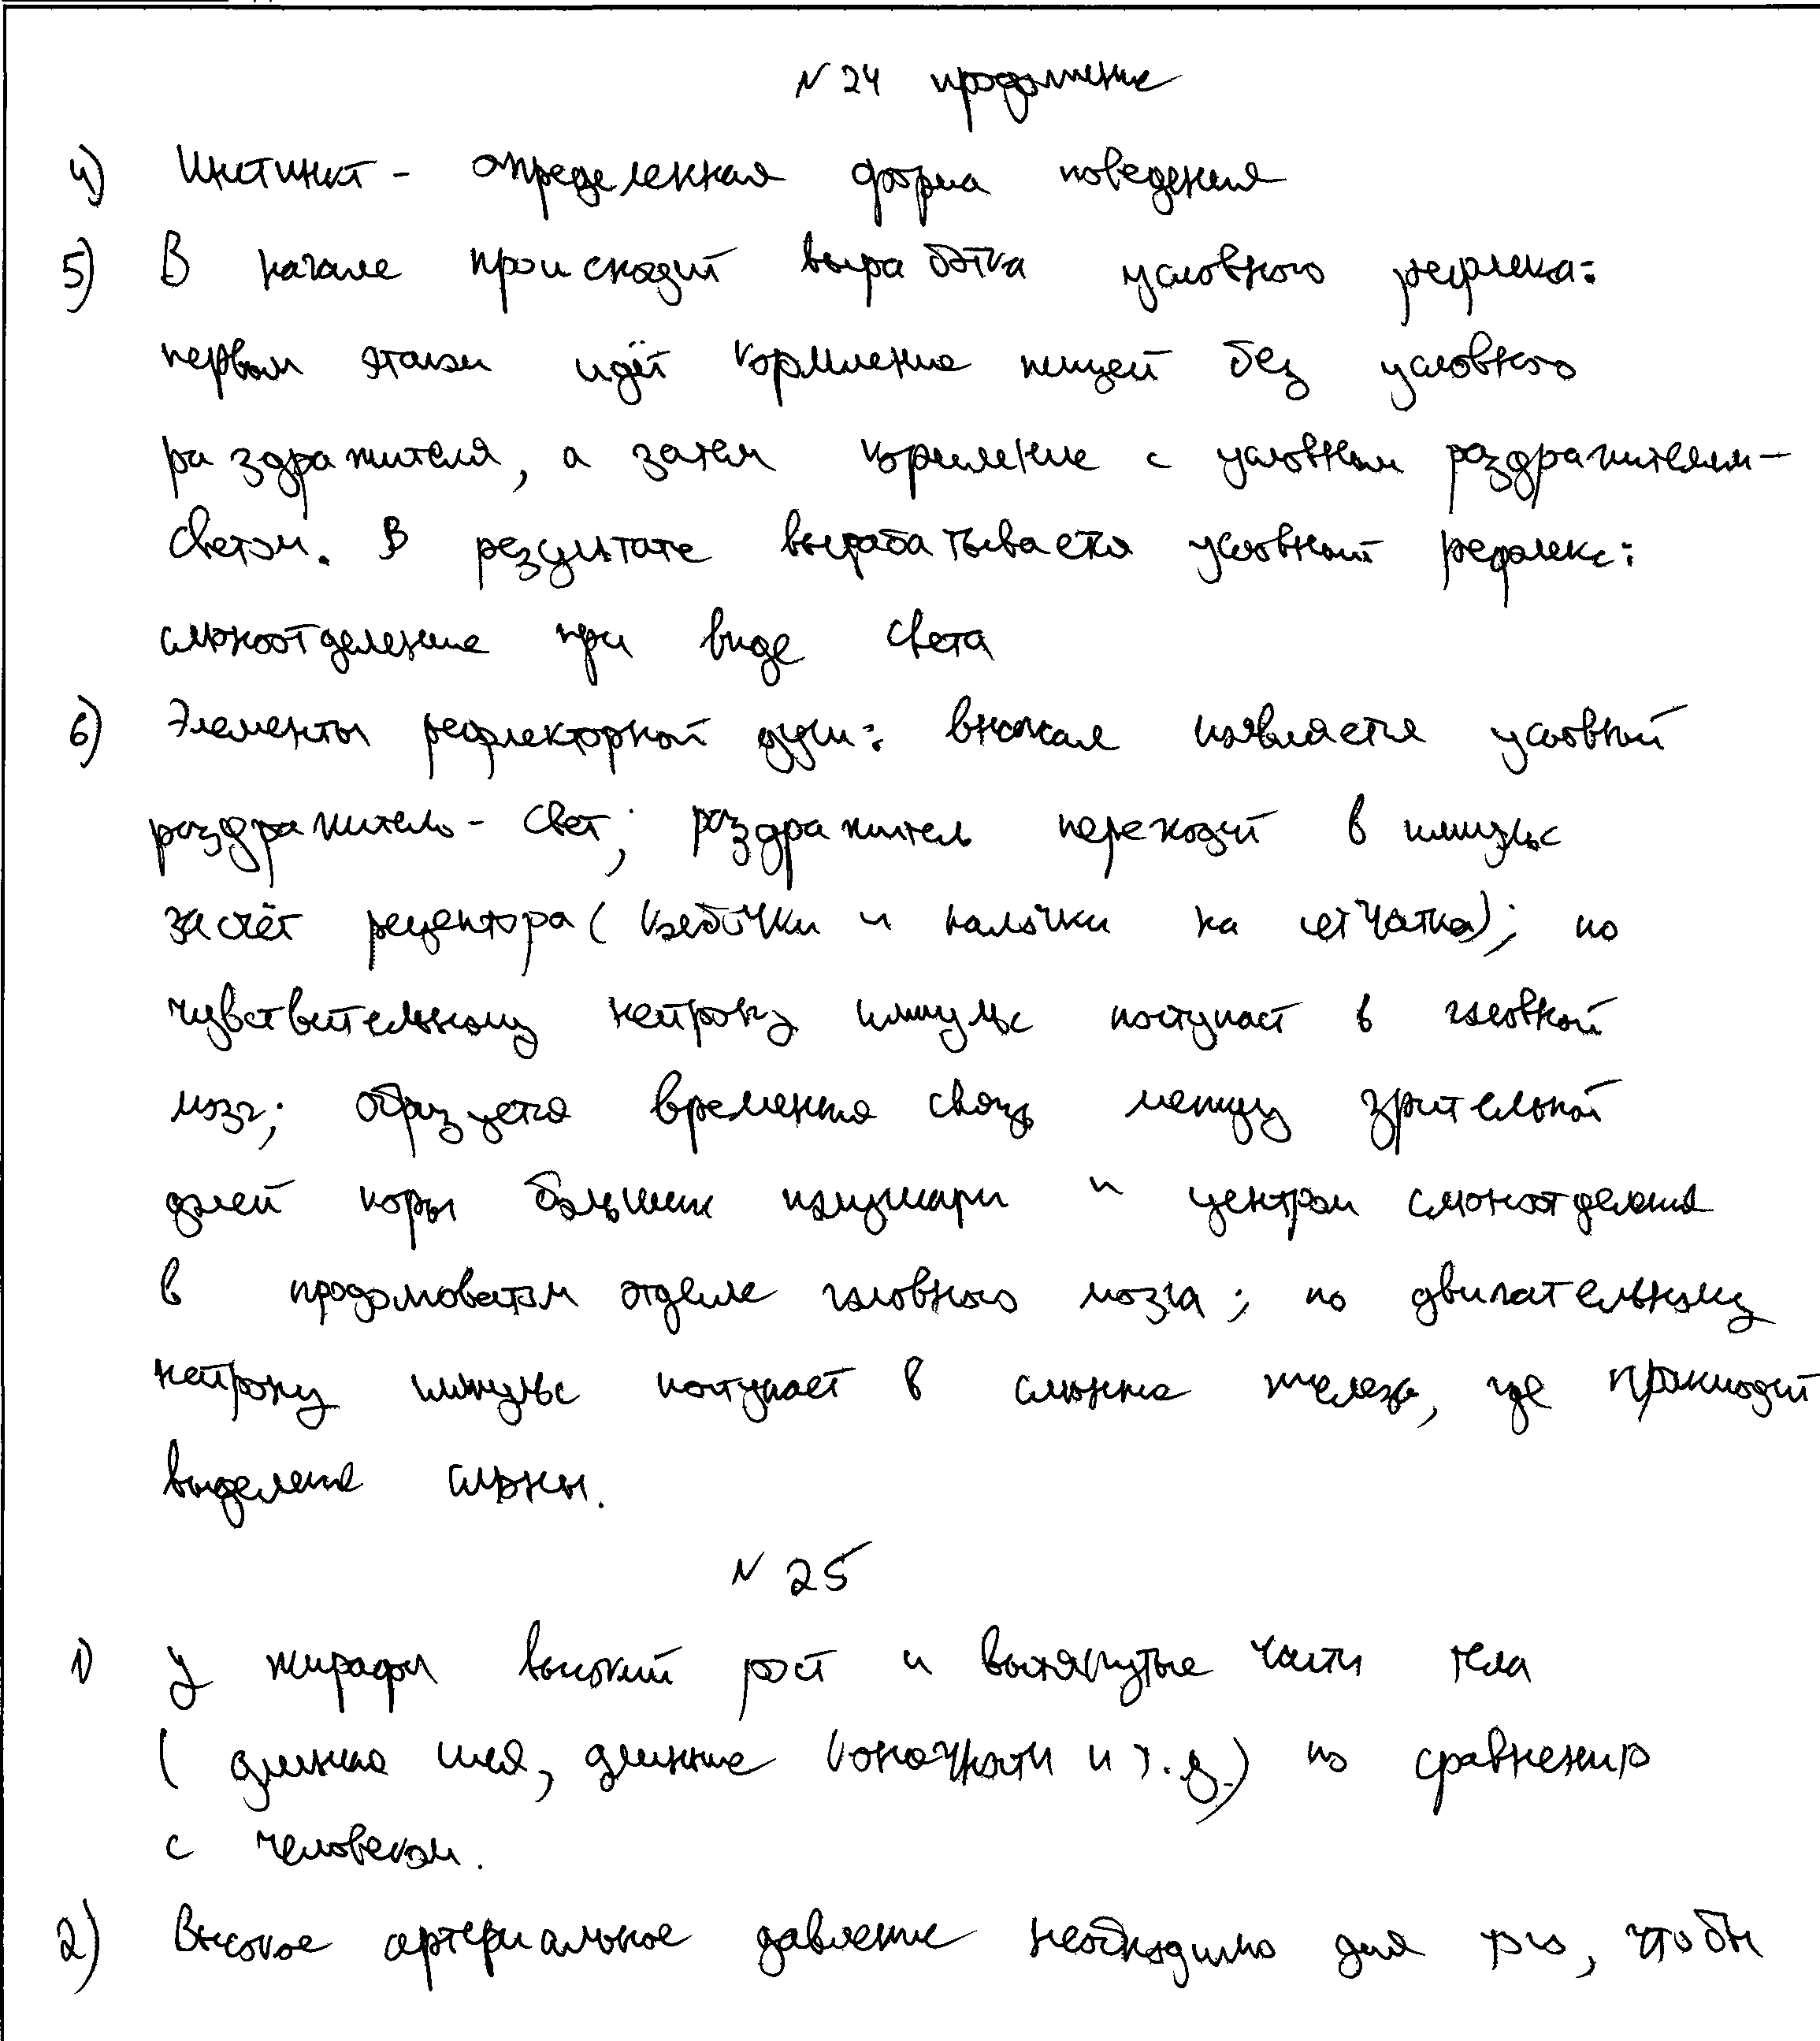 № 24 продолжение
4) Инстинкт - определенная форма поведения
5) В начале происходит выработка условного рефлекса:
первым этапом идёт кормление пищей без условного
раздражителя, а затем кормление с условным раздражителем -
светом. В результате вырабатывается условный рефлекс:
слюноотделение при виде света
6) Элементы рефлекторной дуги: вначале появляется условный
раздражитель - свет; раздражитель переходит в импульс
за счёт рецептора (колбочки и палочки на сетчатке); по
чувствительному нейрону импульс поступает в головной
мозг; образуется временная связь между зрительной
долей коры больших полушарий и центром слюноотделения
в продолговатом отделе головного мозга; по двигательному
нейрону импульс поступает в слюнные железы, где происходит
выделение слюны.
№ 25
1) У жирафы высокий рост и вытянутые части тела
(длинная шея, длинные конечности и т.д.) по сравнению
с человеком.
2) Высокое артериальное давление необходимо для того, чтобы